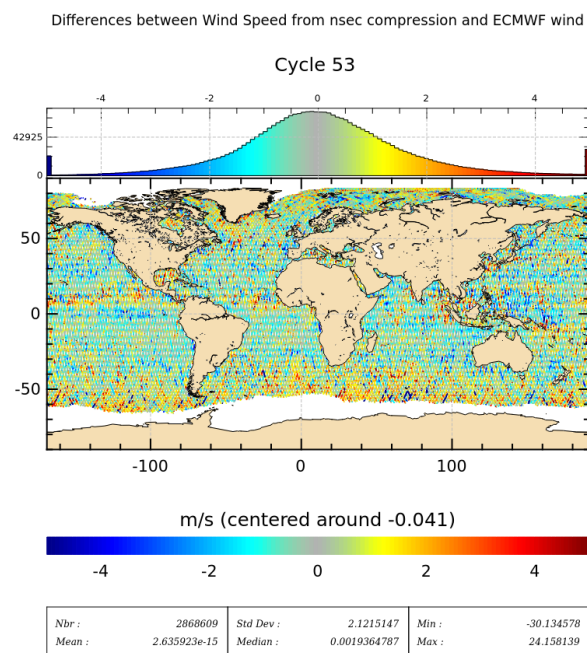 Differences between Wind Speed from nsec compression and ECMWF wind
Cycle 53
-4 -2 0 2 4
42925
0
50
0
-50
-100 0 100
m/s (centered around -0.041)
-4 -2 0 2 4
Nbr : 2868609 Std Dev : 2.1215147 Min : -30.134578
Mean : 2.635923e-15 Median : 0.0019364787 Max : 24.158139